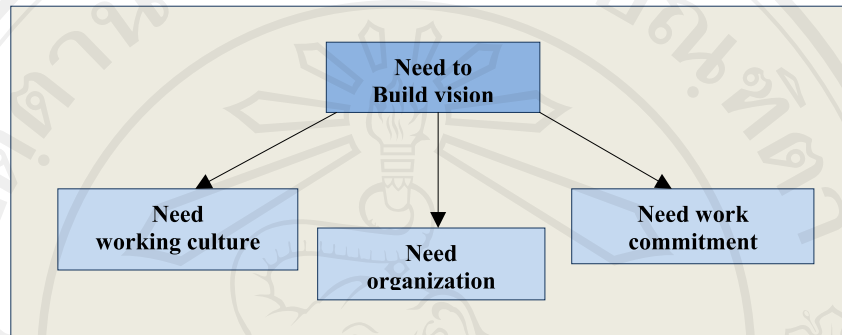 Need to
Build vision
Need
working culture
Need
organization
Need work
commitment